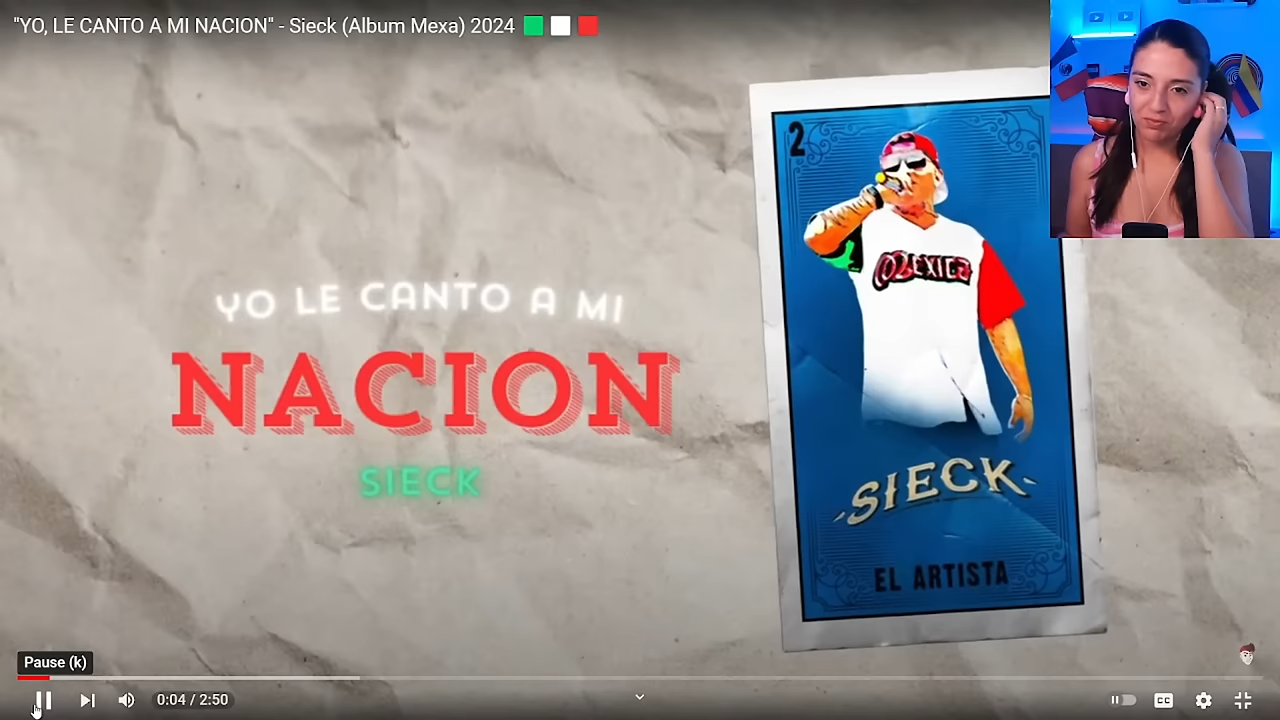 "YO, LE CANTO A MI NACION" - Sieck (Album Mexa) 2024
2
Mexico
YO LE CANTO A MI
NACION
SIECK
SIECK
EL ARTISTA
Pause (k)
0:04 / 2:50
CC